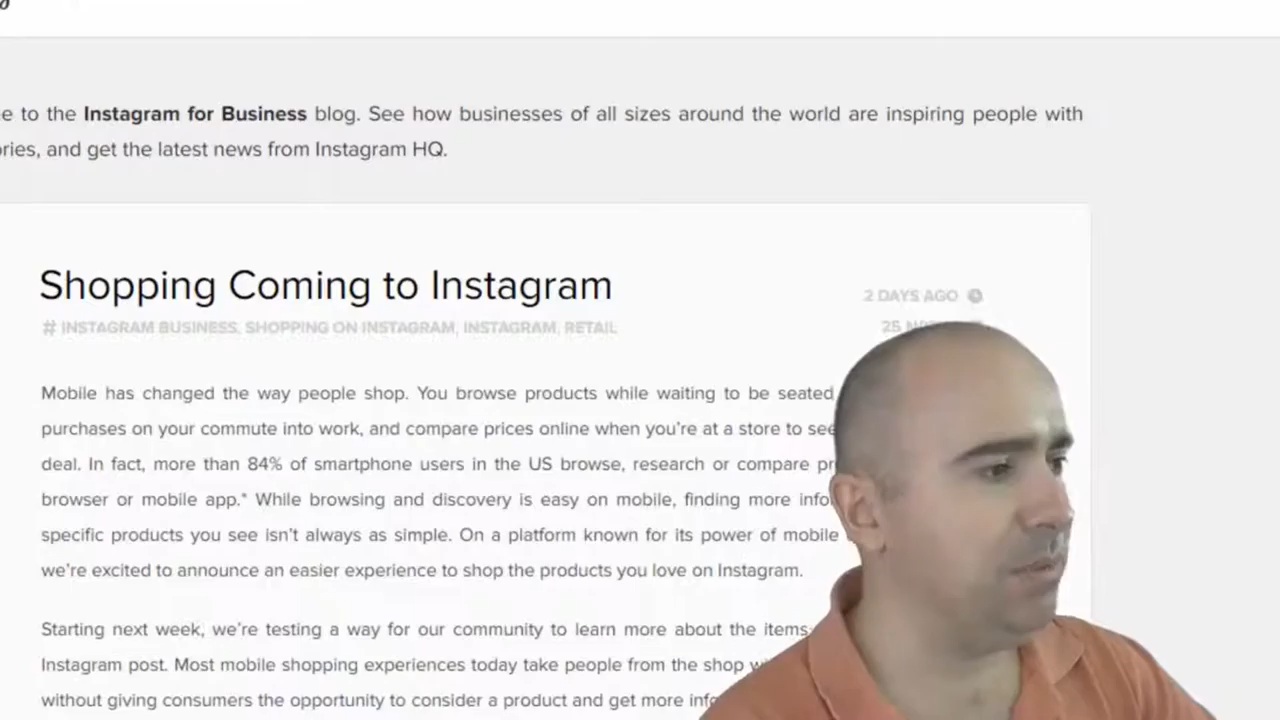 e to the Instagram for Business blog. See how businesses of all sizes around the world are inspiring people with
ories, and get the latest news from Instagram HQ.
Shopping Coming to Instagram
2 DAYS AGO
# INSTAGRAM BUSINESS, SHOPPING ON INSTAGRAM, INSTAGRAM, RETAIL
25
Mobile has changed the way people shop. You browse products while waiting to be seated,
purchases on your commute into work, and compare prices online when you're at a store to see
deal. In fact, more than 84% of smartphone users in the US browse, research or compare pr
browser or mobile app.* While browsing and discovery is easy on mobile, finding more info
specific products you see isn't always as simple. On a platform known for its power of mobile
we're excited to announce an easier experience to shop the products you love on Instagram.
Starting next week, we're testing a way for our community to learn more about the items
Instagram post. Most mobile shopping experiences today take people from the shop w
without giving consumers the opportunity to consider a product and get more info